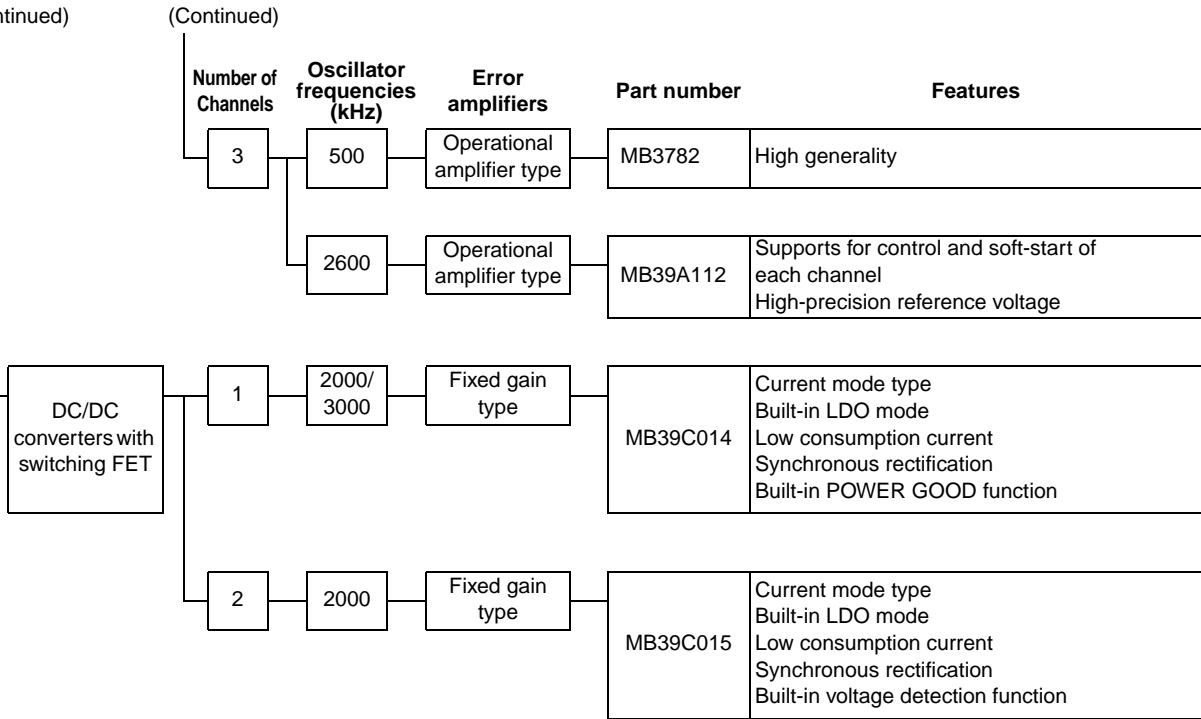 ntinued)
(Continued)
Number of
Channels
Oscillator
frequencies
(kHz)
Error
amplifiers
Part number
Features
3
500
Operational
amplifier type
MB3782
High generality
2600
Operational
amplifier type
MB39A112
Supports for control and soft-start of
each channel
High-precision reference voltage
DC/DC
converters with
switching FET
1
2000/
3000
Fixed gain
type
MB39C014
Current mode type
Built-in LDO mode
Low consumption current
Synchronous rectification
Built-in POWER GOOD function
2
2000
Fixed gain
type
MB39C015
Current mode type
Built-in LDO mode
Low consumption current
Synchronous rectification
Built-in voltage detection function